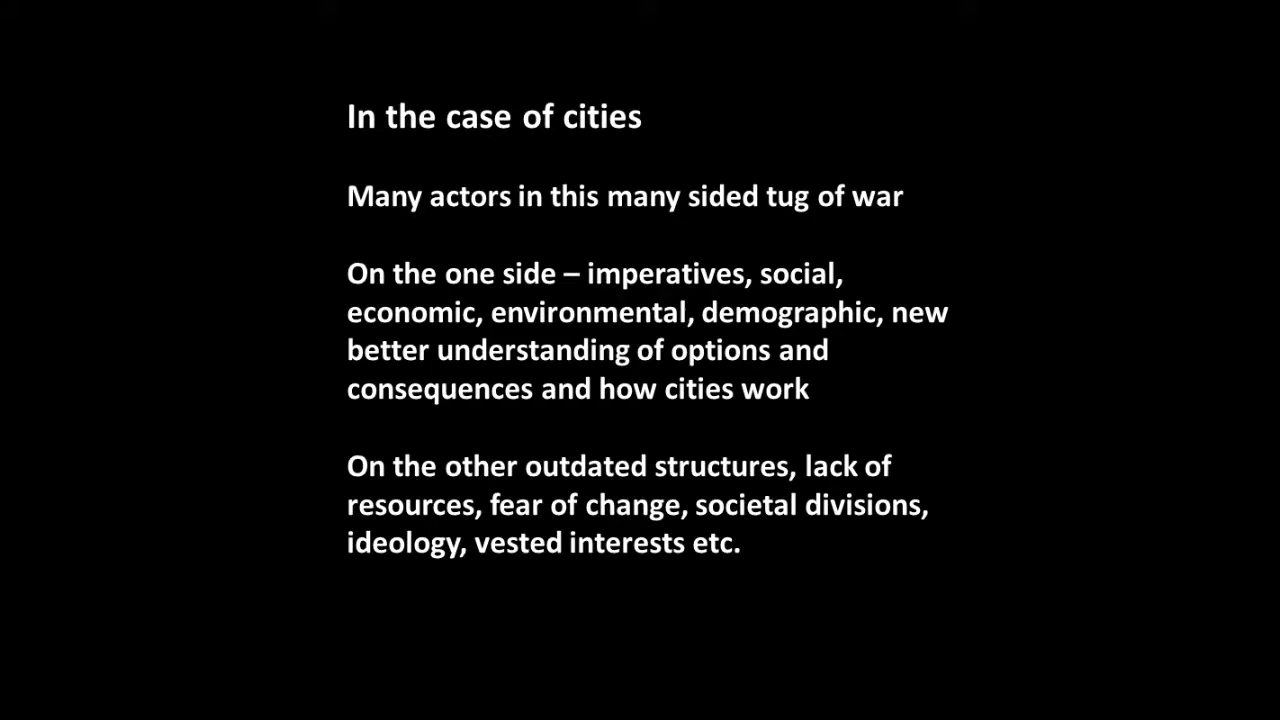 In the case of cities
Many actors in this many sided tug of war
On the one side – imperatives, social,
economic, environmental, demographic, new
better understanding of options and
consequences and how cities work
On the other outdated structures, lack of
resources, fear of change, societal divisions,
ideology, vested interests etc.